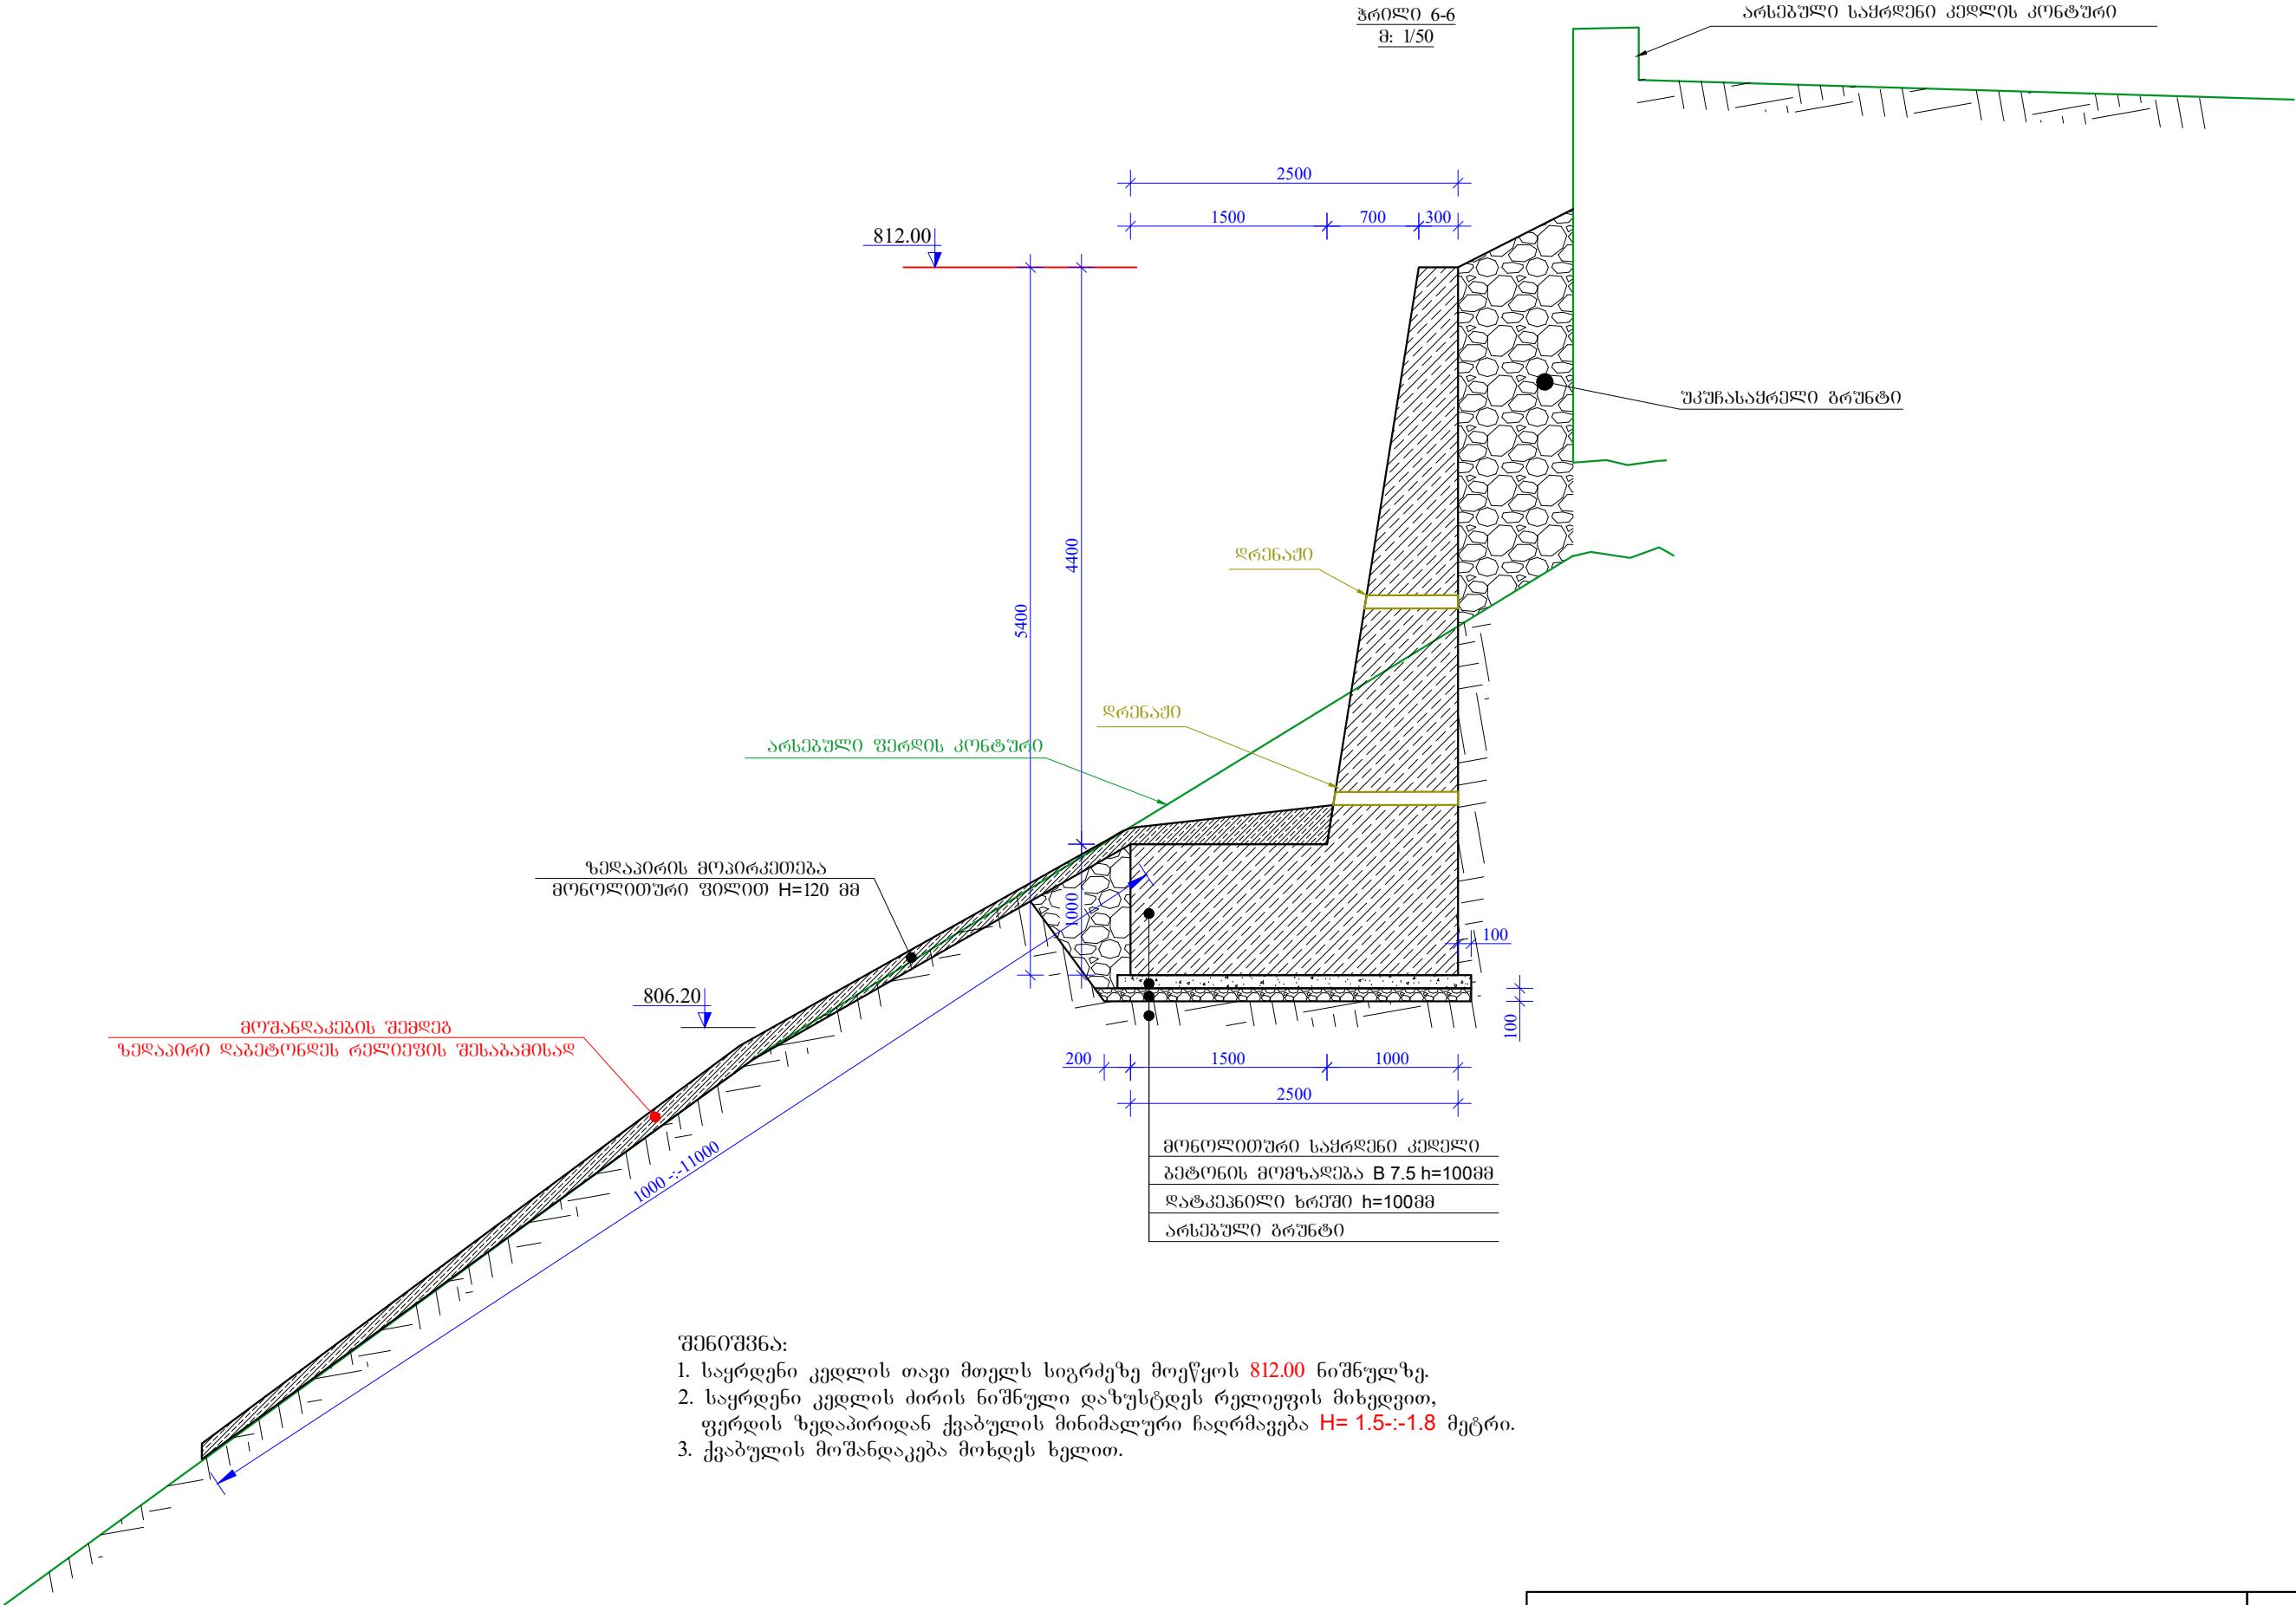 ჭრილი 6-6
მ: 1/50
არსებული საყრდენი კედლის კონტური
2500
1500
700
300
812.00
უკუჩასაყრელი გრუნტი
4400
5400
დრენაჟი
დრენაჟი
არსებული ფერდის კონტური
ზედაპირის მოპირკეთება
მონოლითური ფილით H=120 მმ
1000
100
806.20
100
მოშანდაკების შემდეგ
ზედაპირი დაბეტონდეს რელიეფის შესაბამისად
200
1500
1000
2500
1000 -:-11000
მონოლითური საყრდენი კედელი
ბეტონის მომზადება B 7.5 h=100მმ
დატკეპნილი ხრეში h=100მმ
არსებული გრუნტი
შენიშვნა:
1. საყრდენი კედლის თავი მთელს სიგრძეზე მოეწყოს 812.00 ნიშნულზე.
2. საყრდენი კედლის ძირის ნიშნული დაზუსტდეს რელიეფის მიხედვით,
ფერდის ზედაპირიდან ქვაბულის მინიმალური ჩაღრმავება H= 1.5-:-1.8 მეტრი.
3. ქვაბულის მოშანდაკება მოხდეს ხელით.